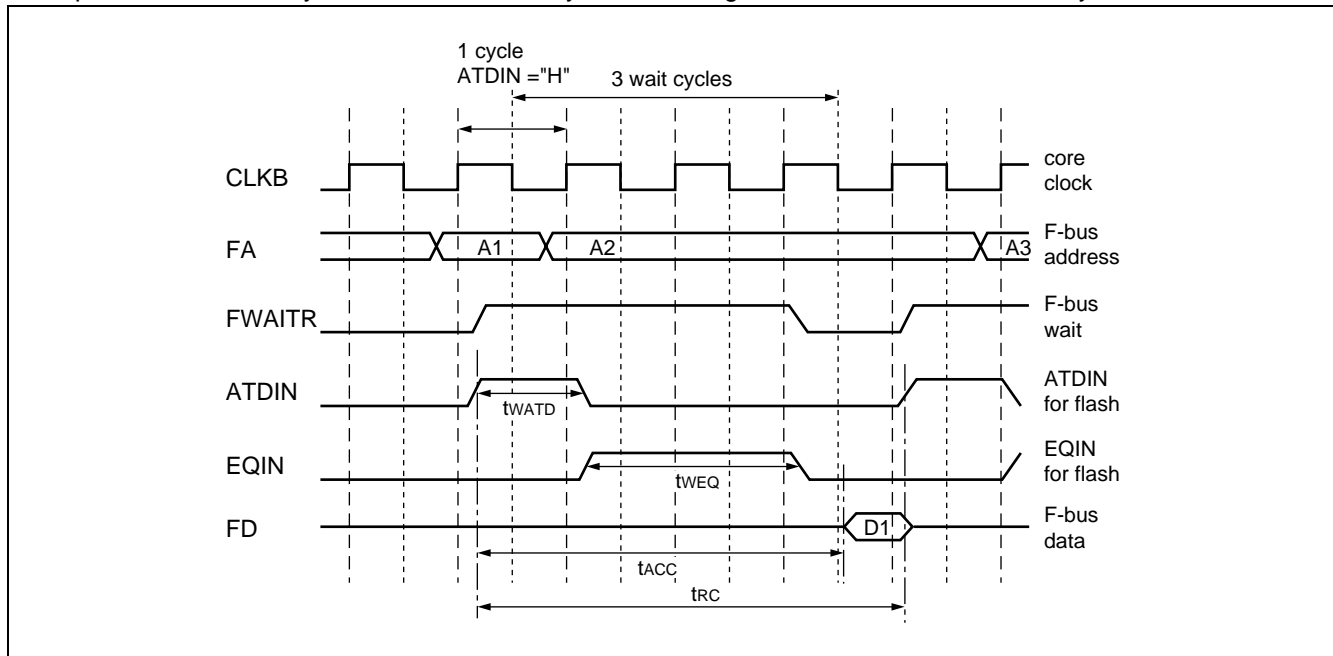 1 cycle
ATDIN ="H"
3 wait cycles
CLKB
core
clock
FA
A1
A2
A3
F-bus
address
FWAITR
F-bus
wait
ATDIN
tWATD
ATDIN
for flash
EQIN
tWEQ
EQIN
for flash
FD
D1
F-bus
data
tACC
tRC